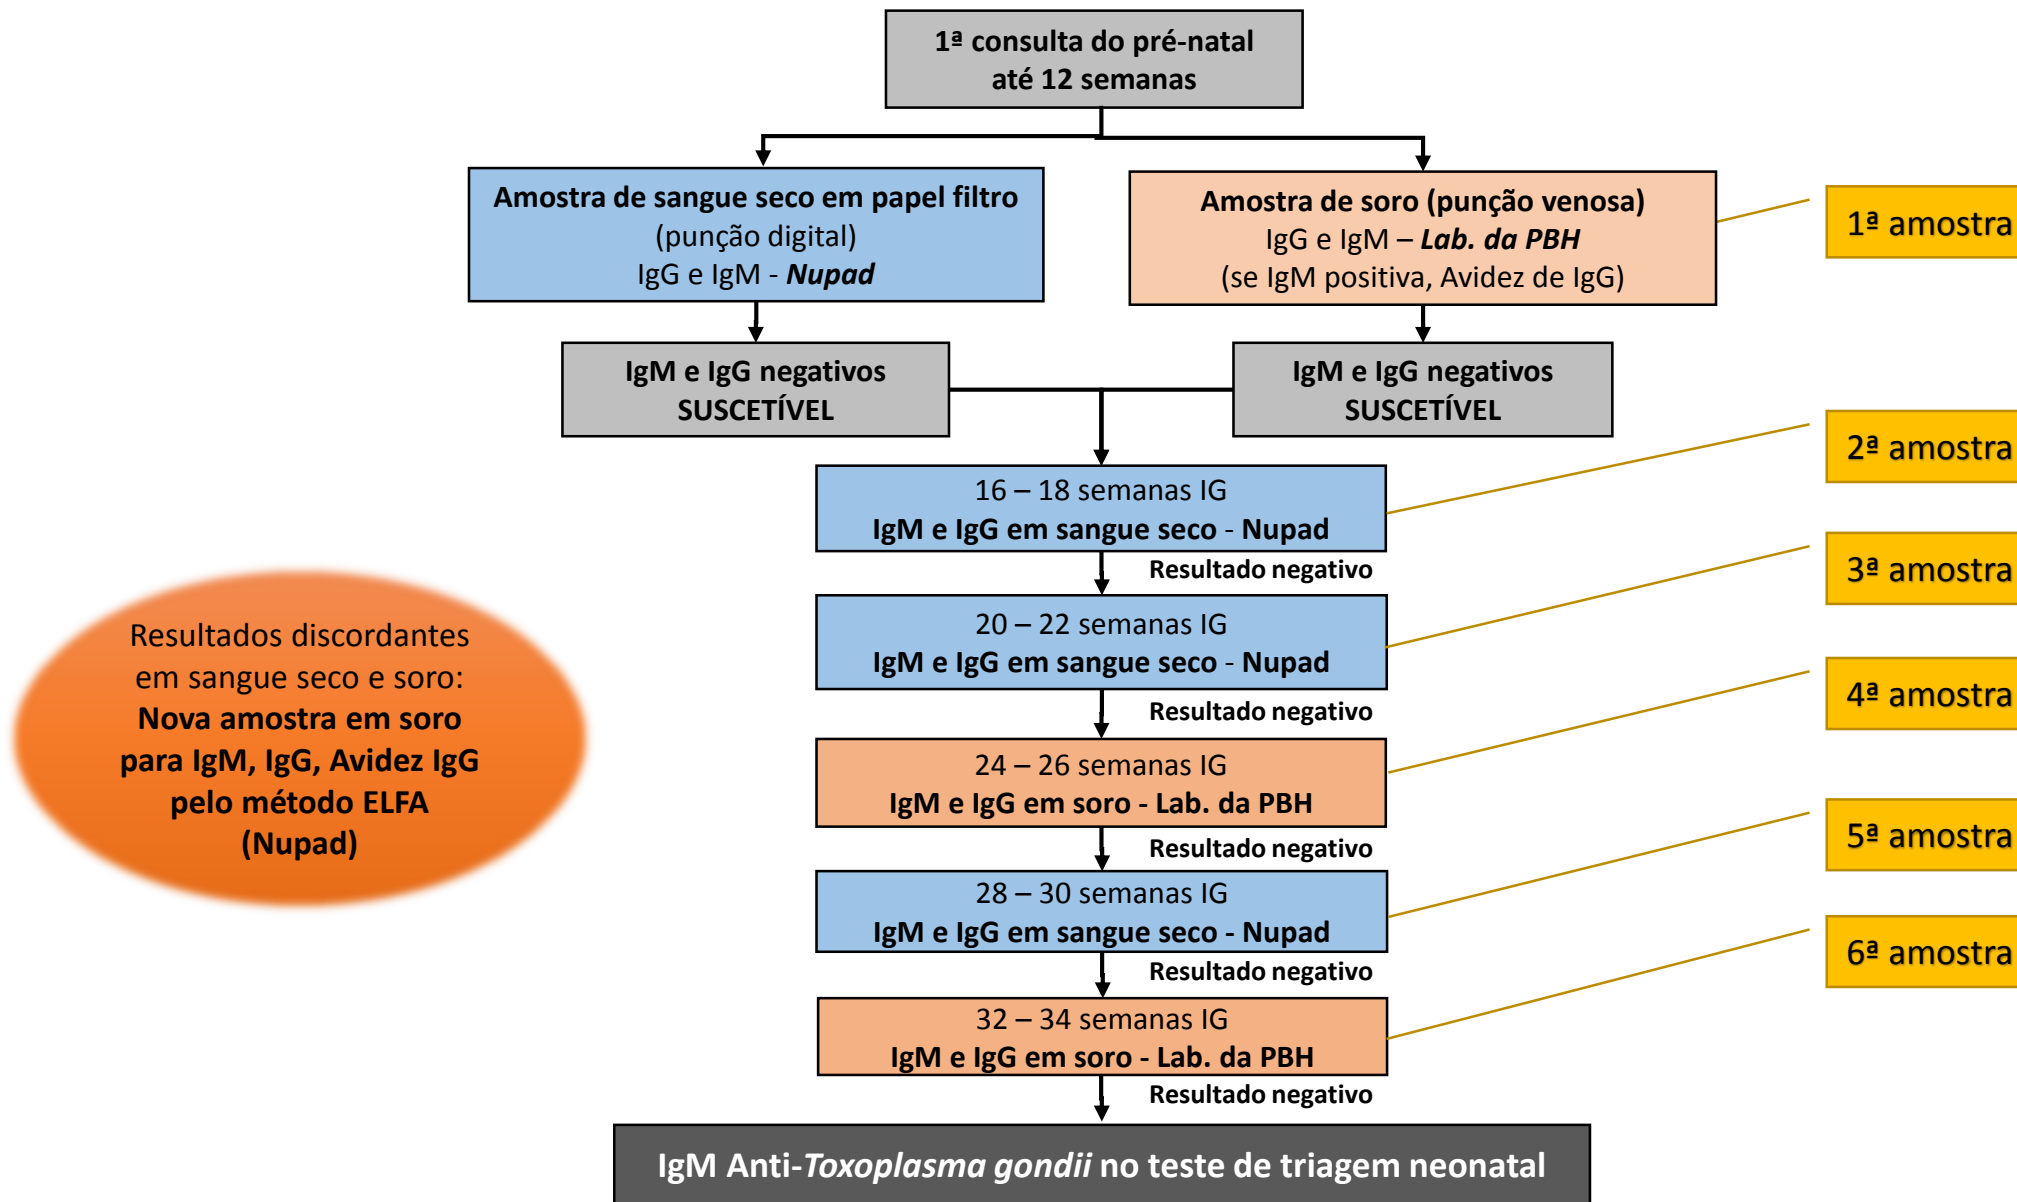 1ª consulta do pré-natal
até 12 semanas
Amostra de sangue seco em papel filtro
(punção digital)
IgG e IgM - Nupad
Amostra de soro (punção venosa)
IgG e IgM – Lab. da PBH
(se IgM positiva, Avidez de IgG)
1ª amostra
IgM e IgG negativos
SUSCETÍVEL
IgM e IgG negativos
SUSCETÍVEL
2ª amostra
16 – 18 semanas IG
IgM e IgG em sangue seco - Nupad
Resultado negativo
3ª amostra
20 – 22 semanas IG
IgM e IgG em sangue seco - Nupad
Resultado negativo
4ª amostra
24 – 26 semanas IG
IgM e IgG em soro - Lab. da PBH
Resultado negativo
5ª amostra
28 – 30 semanas IG
IgM e IgG em sangue seco - Nupad
Resultado negativo
6ª amostra
32 – 34 semanas IG
IgM e IgG em soro - Lab. da PBH
Resultado negativo
IgM Anti-Toxoplasma gondii no teste de triagem neonatal
Resultados discordantes
em sangue seco e soro:
Nova amostra em soro
para IgM, IgG, Avidez IgG
pelo método ELFA
(Nupad)